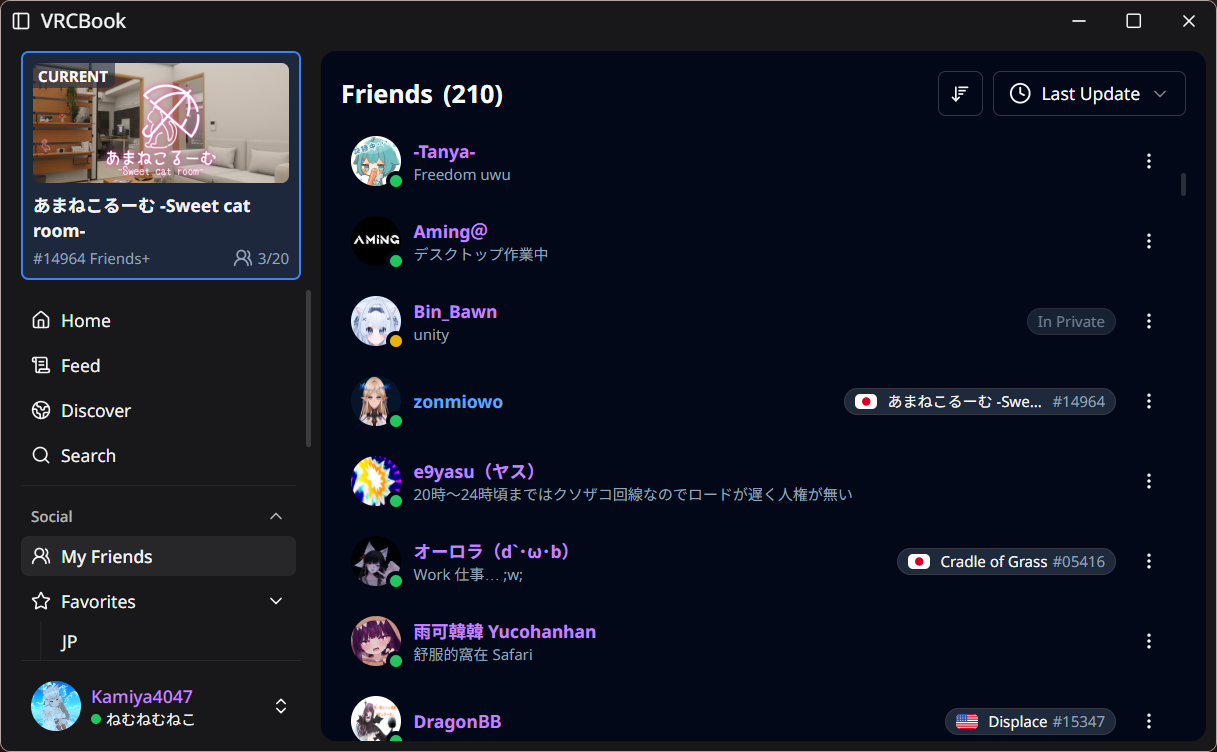 VRCBook
CURRENT
あまねこるーむ
~Sweet cat room~
あまねこるーむ -Sweet cat
room-
#14964 Friends+
3/20
Home
Feed
Discover
Search
Social
My Friends
Favorites
JP
Kamiya4047
ねむねむねこ
Friends (210)
Last Update
-Tanya-
Freedom uwu
AMiNG
Aming@
デスクトップ作業中
Bin_Bawn
unity
In Private
zonmiowo
あまねこるーむ -Swe... #14964
e9yasu（ヤス）
20時～24時頃まではクソザコ回線なのでロードが遅く人権が無い
オーロラ（d`･ω･b）
Work 仕事… ;w;
Cradle of Grass #05416
雨可韓韓 Yucohanhan
舒服的窩在 Safari
DragonBB
Displace #15347